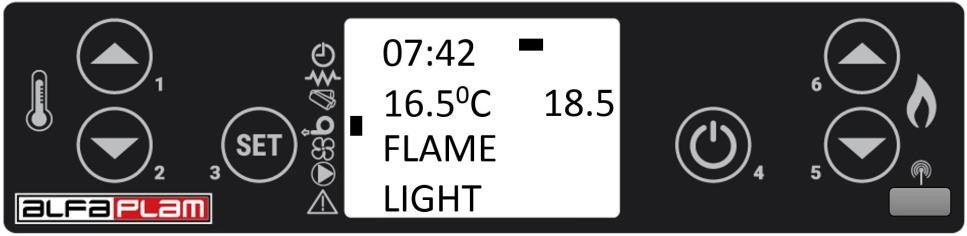 07:42
16.5⁰C 18.5
FLAME
LIGHT
1
2
3 SET
4
5
6
ALFAPLAM